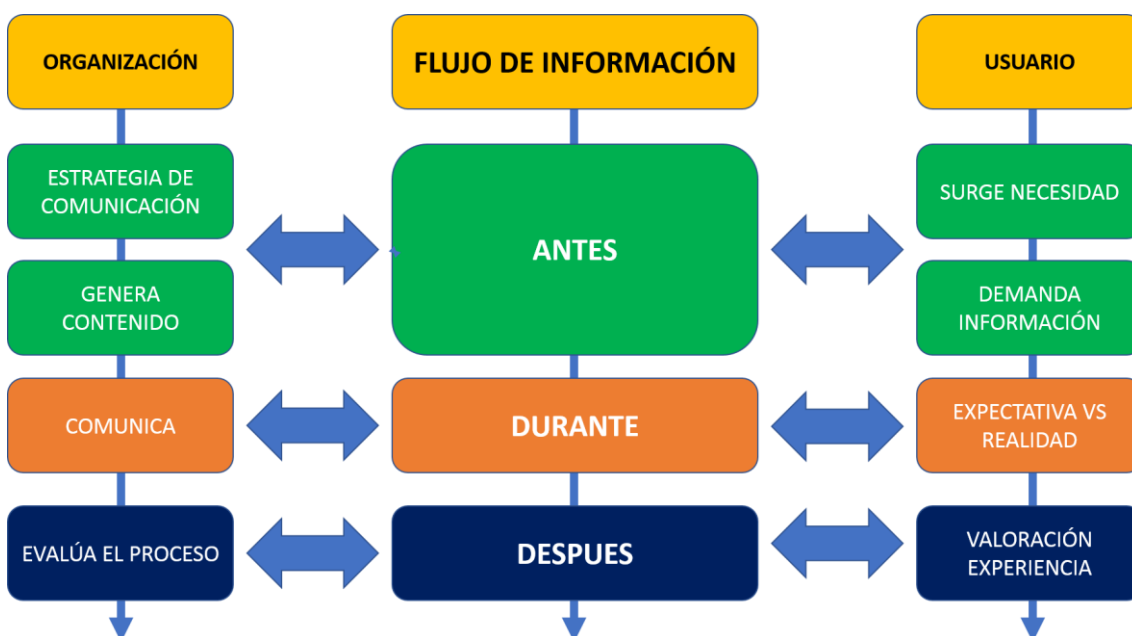 ORGANIZACIÓN
FLUJO DE INFORMACIÓN
USUARIO
ESTRATEGIA DE
COMUNICACIÓN
ANTES
SURGE NECESIDAD
GENERA
CONTENIDO
DEMANDA
INFORMACIÓN
COMUNICA
DURANTE
EXPECTATIVA VS
REALIDAD
EVALÚA EL PROCESO
DESPUES
VALORACIÓN
EXPERIENCIA